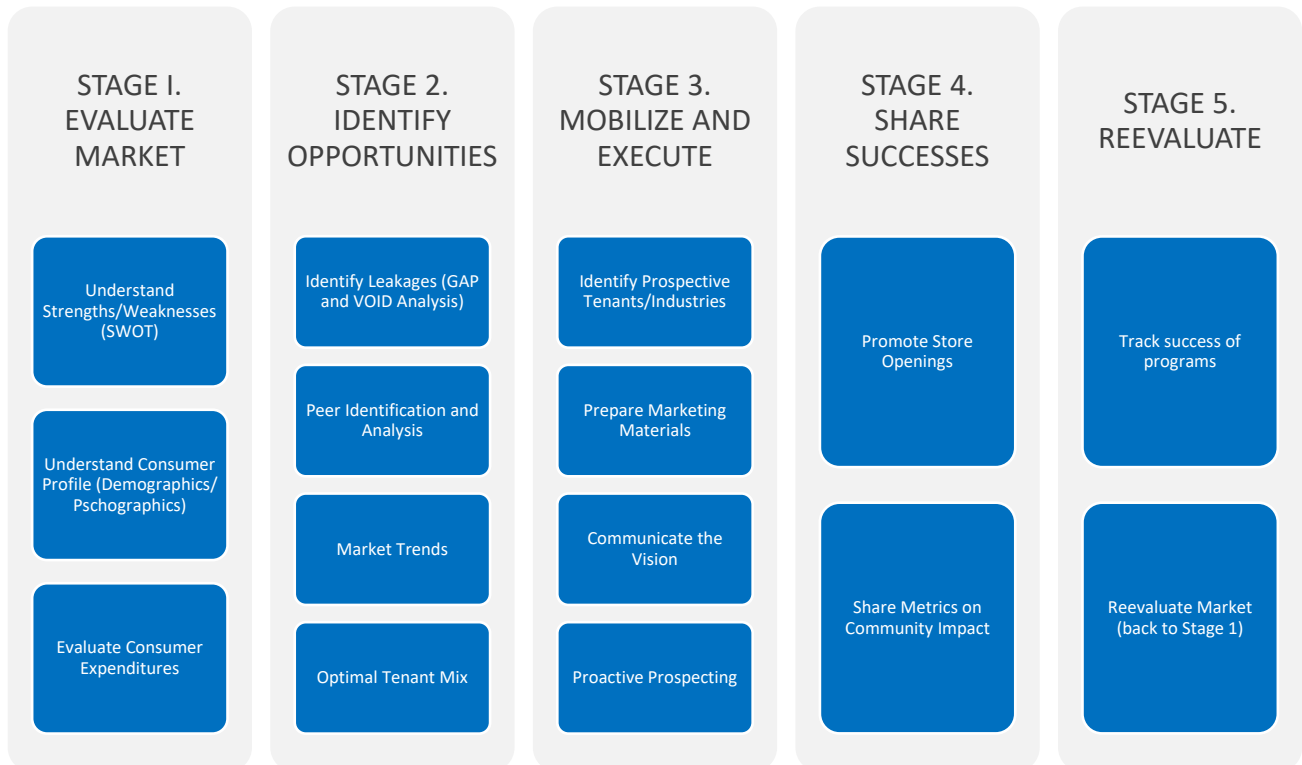 STAGE I.
EVALUATE
MARKET
Understand
Strengths/Weaknesses
(SWOT)
Understand Consumer
Profile (Demographics/
Pschographics)
Evaluate Consumer
Expenditures
STAGE 2.
IDENTIFY
OPPORTUNITIES
Identify Leakages (GAP
and VOID Analysis)
Peer Identification and
Analysis
Market Trends
Optimal Tenant Mix
STAGE 3.
MOBILIZE AND
EXECUTE
Identify Prospective
Tenants/Industries
Prepare Marketing
Materials
Communicate the
Vision
Proactive Prospecting
STAGE 4.
SHARE
SUCCESSES
Promote Store
Openings
Share Metrics on
Community Impact
STAGE 5.
REEVALUATE
Track success of
programs
Reevaluate Market
(back to Stage 1)